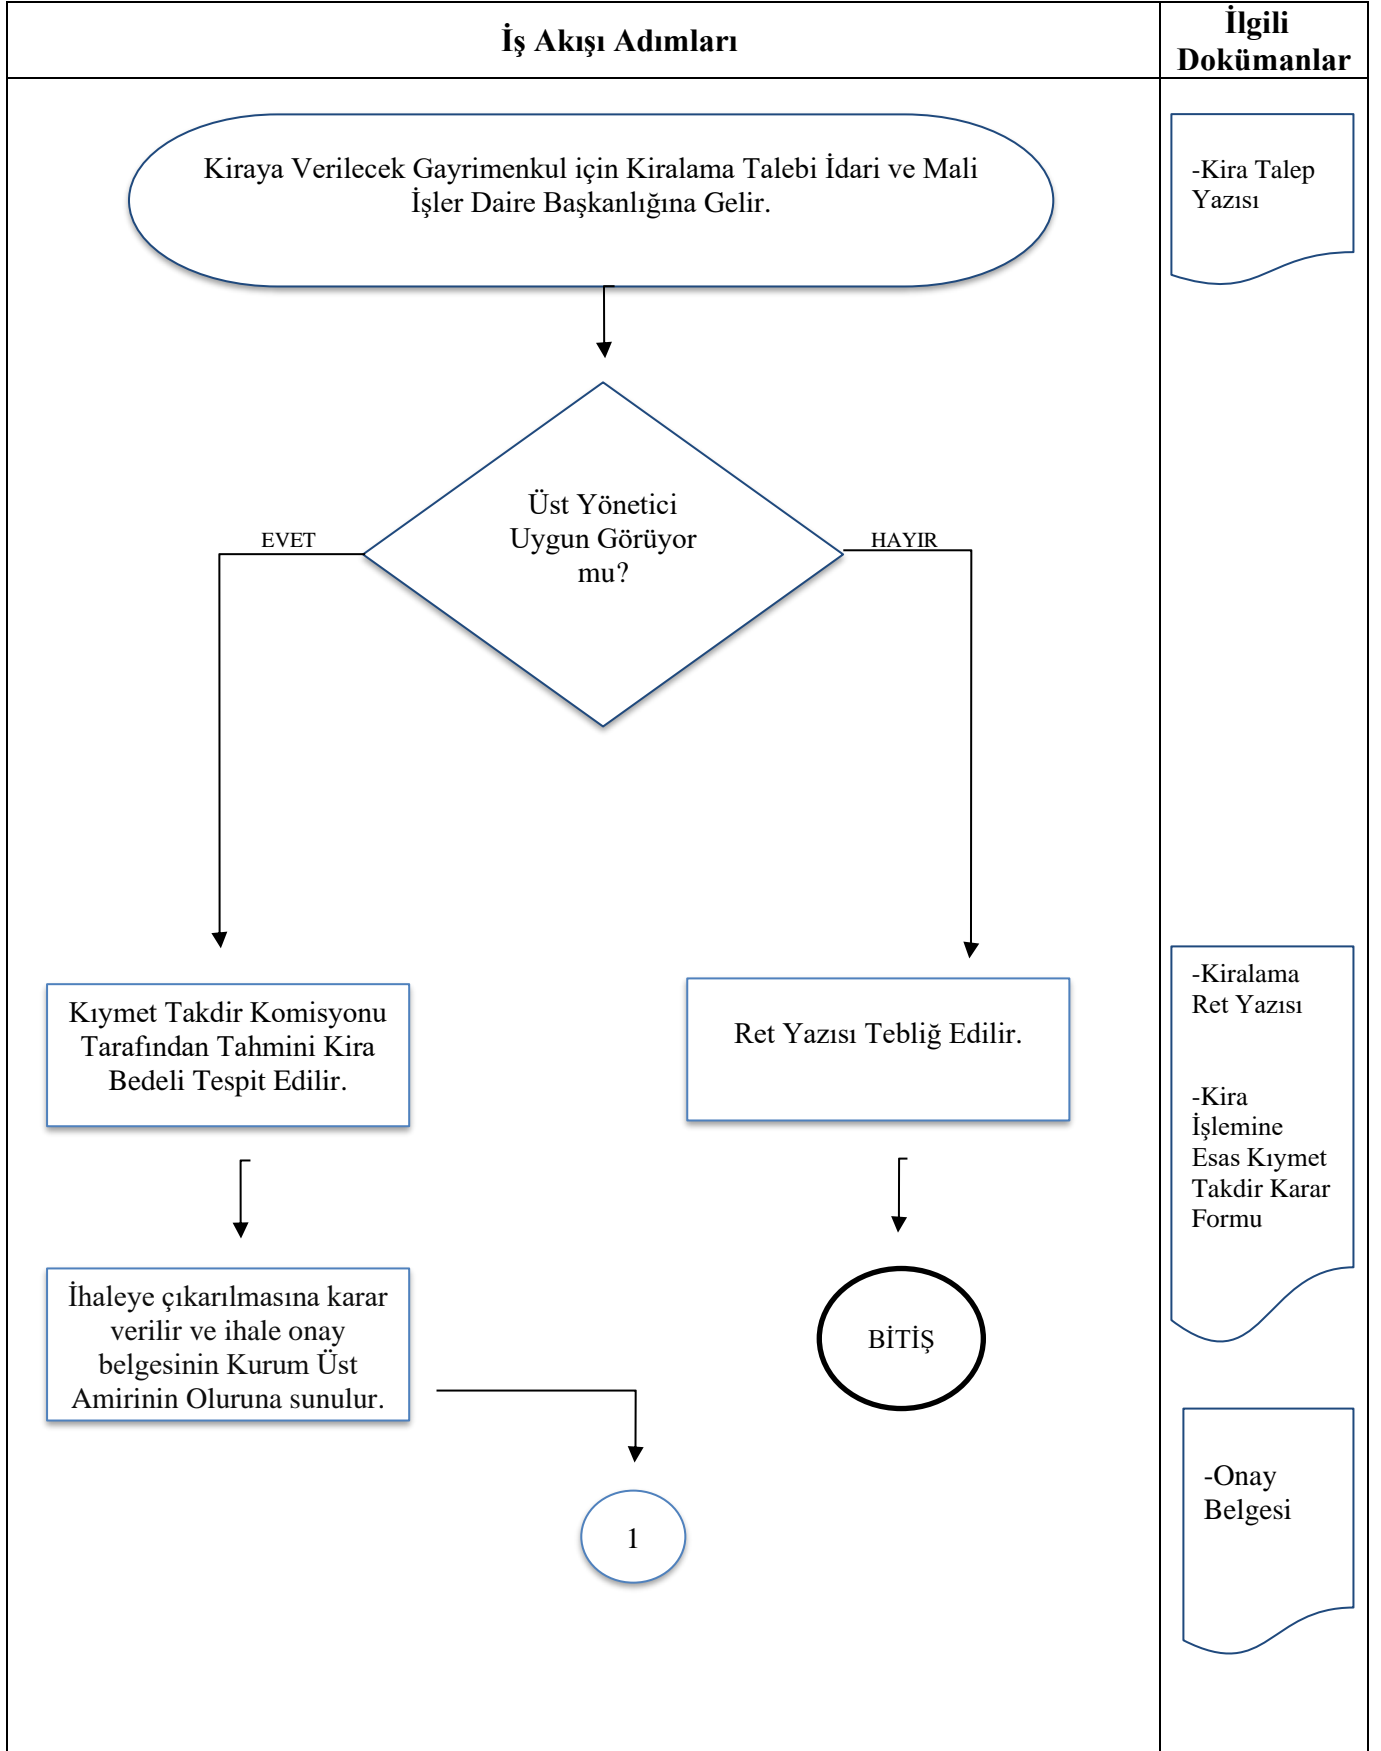 İş Akışı Adımları
İlgili
Dokümanlar
Kiraya Verilecek Gayrimenkul için Kiralama Talebi İdari ve Mali
İşler Daire Başkanlığına Gelir.
-Kira Talep
Yazısı
Üst Yönetici
Uygun Görüyor
mu?
EVET
HAYIR
Kıymet Takdir Komisyonu
Tarafından Tahmini Kira
Bedeli Tespit Edilir.
Ret Yazısı Tebliğ Edilir.
-Kiralama
Ret Yazısı
-Kira
İşlemine
Esas Kıymet
Takdir Karar
Formu
İhaleye çıkarılmasına karar
verilir ve ihale onay
belgesinin Kurum Üst
Amirinin Oluruna sunulur.
BİTİŞ
-Onay
Belgesi
1